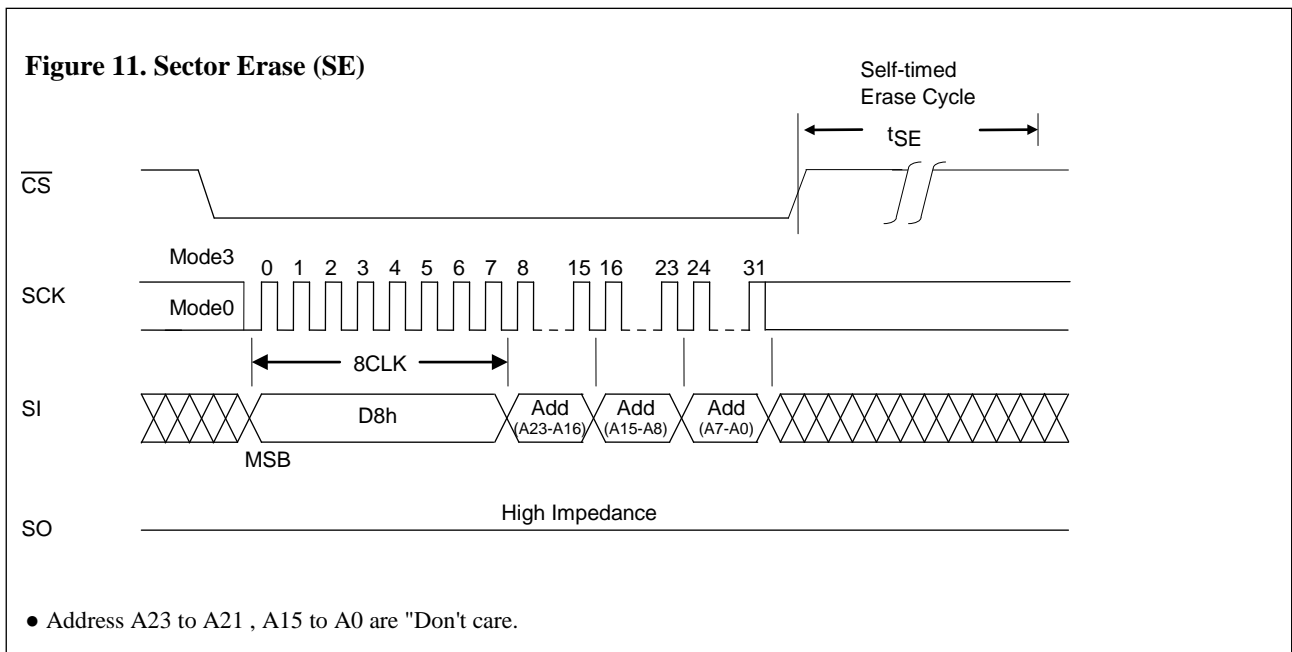 Figure 11. Sector Erase (SE)
Self-timed
Erase Cycle
tSE
CS
Mode3
0 1 2 3 4 5 6 7 8 15 16 23 24 31
SCK
Mode0
8CLK
SI
D8h
Add
(A23-A16)
Add
(A15-A8)
Add
(A7-A0)
MSB
High Impedance
SO
● Address A23 to A21 , A15 to A0 are "Don't care.